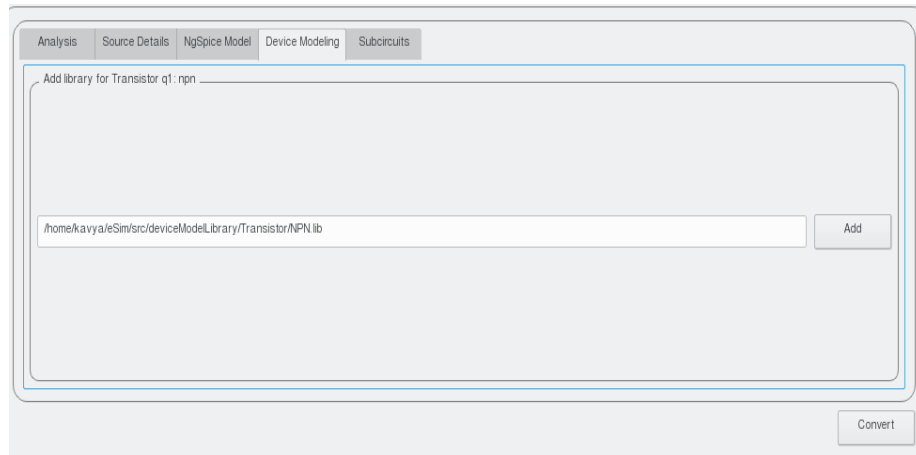 Analysis Source Details NgSpice Model Device Modeling Subcircuits
Add library for Transistor q1: npn
/home/kavya/eSim/src/deviceModelLibrary/Transistor/NPN.lib Add
Convert